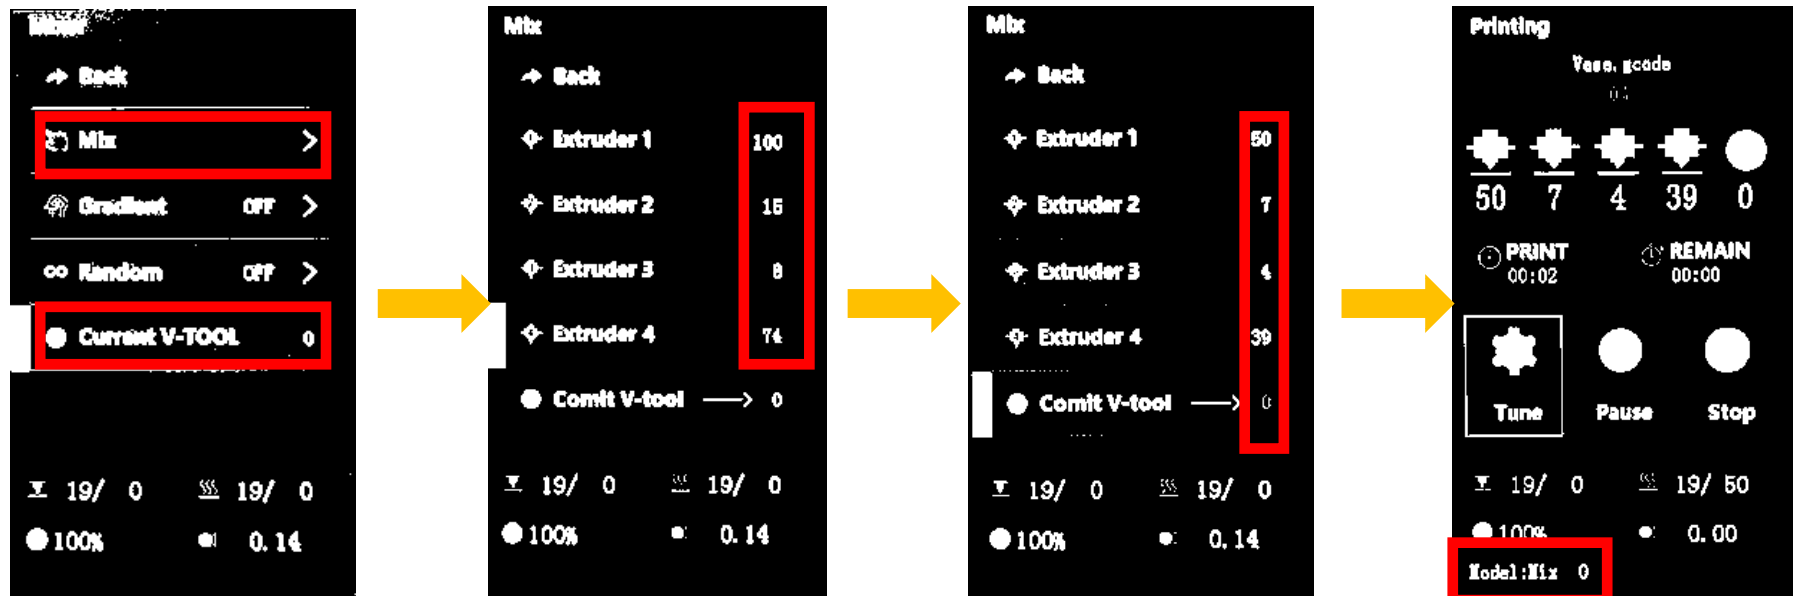 Mixer
Back
Mix
Gradient OFF
Random OFF
Current V-TOOL 0
19/ 0 19/ 0
100% 0.14
Mix
Back
Extruder 1 100
Extruder 2 15
Extruder 3 8
Extruder 4 74
Comit V-tool 0
19/ 0 19/ 0
100% 0.14
Mix
Back
Extruder 1 50
Extruder 2 7
Extruder 3 4
Extruder 4 39
Comit V-tool 0
19/ 0 19/ 0
100% 0.14
Printing
Vase.gcode
50 7 4 39 0
PRINT REMAIN
00:02 00:00
Tune Pause Stop
19/ 0 19/ 50
100% 0.00
Model:Mix 0